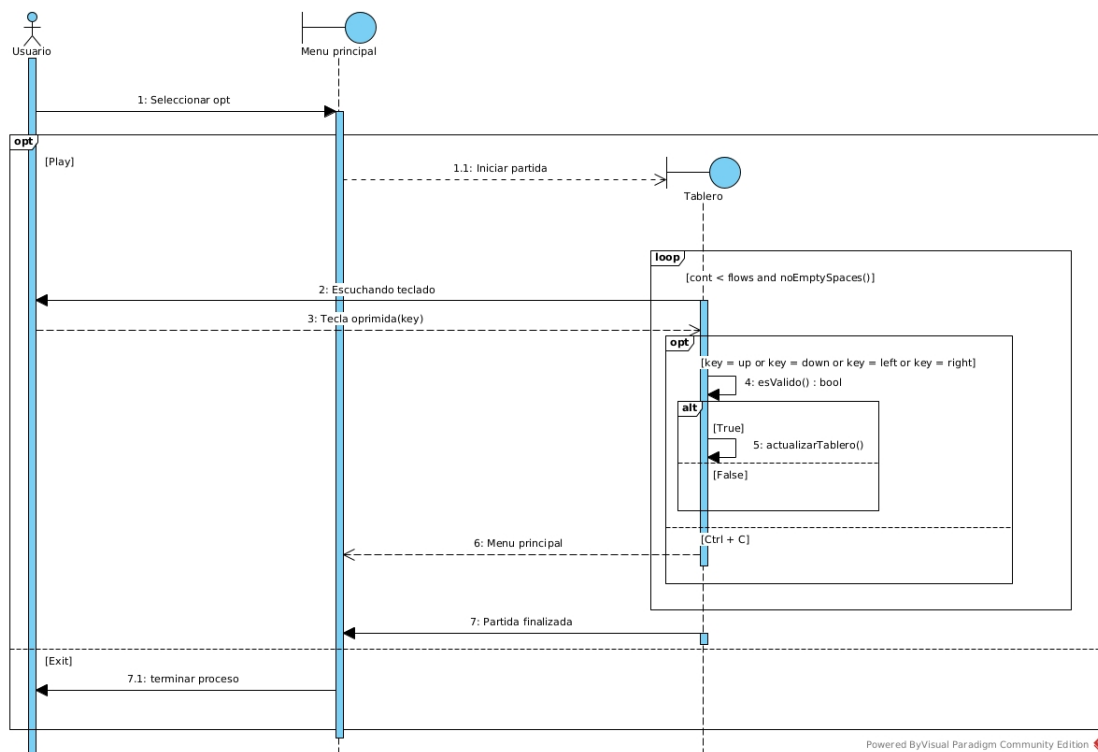 Usuario
Menu principal
1: Seleccionar opt
opt
[Play]
1.1: Iniciar partida
Tablero
loop
[cont < flows and noEmptySpaces()]
2: Escuchando teclado
3: Tecla oprimida(key)
opt
[key = up or key = down or key = left or key = right]
4: esValido() : bool
alt
[True]
5: actualizarTablero()
[False]
[Ctrl + C]
6: Menu principal
7: Partida finalizada
[Exit]
7.1: terminar proceso
Powered ByVisual Paradigm Community Edition